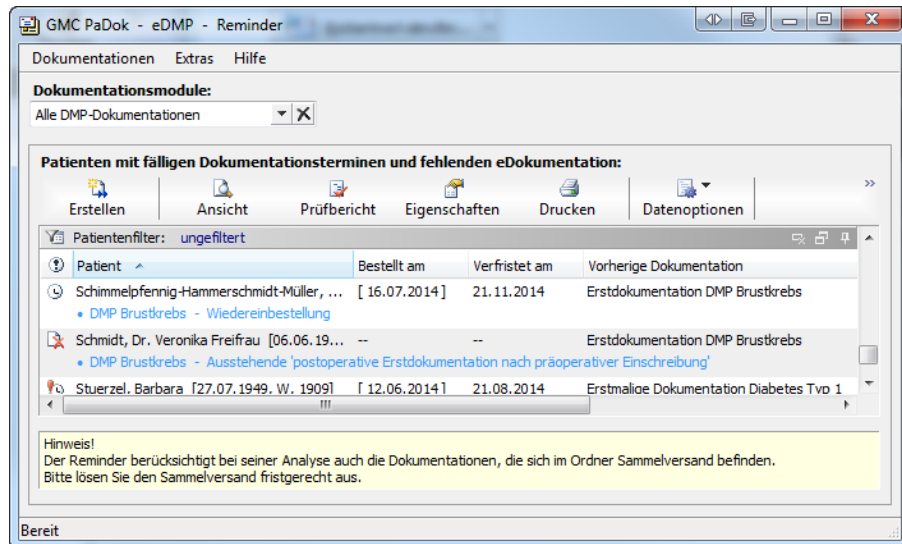 GMC PaDok - eDMP - Reminder
Dokumentationen Extras Hilfe
Dokumentationsmodule:
Alle DMP-Dokumentationen
Patienten mit fälligen Dokumentationsterminen und fehlenden eDokumentation:
Erstellen Ansicht Prüfbericht Eigenschaften Drucken Datenoptionen
Patientenfilter: ungefiltert
Patient Bestellt am Verfristet am Vorherige Dokumentation
Schimmelpfennig-Hammerschmidt-Müller, ... [ 16.07.2014] 21.11.2014 Erstdokumentation DMP Brustkrebs
• DMP Brustkrebs - Wiedereinbestellung
Schmidt, Dr. Veronika Freifrau [06.06.19... -- -- Erstdokumentation DMP Brustkrebs
• DMP Brustkrebs - Ausstehende 'postoperative Erstdokumentation nach präoperativer Einschreibung'
Stuerzel, Barbara [27.07.1949, W, 1909] [ 12.06.2014] 21.08.2014 Erstmalige Dokumentation Diabetes Typ 1
Hinweis!
Der Reminder berücksichtigt bei seiner Analyse auch die Dokumentationen, die sich im Ordner Sammelversand befinden.
Bitte lösen Sie den Sammelversand fristgerecht aus.
Bereit